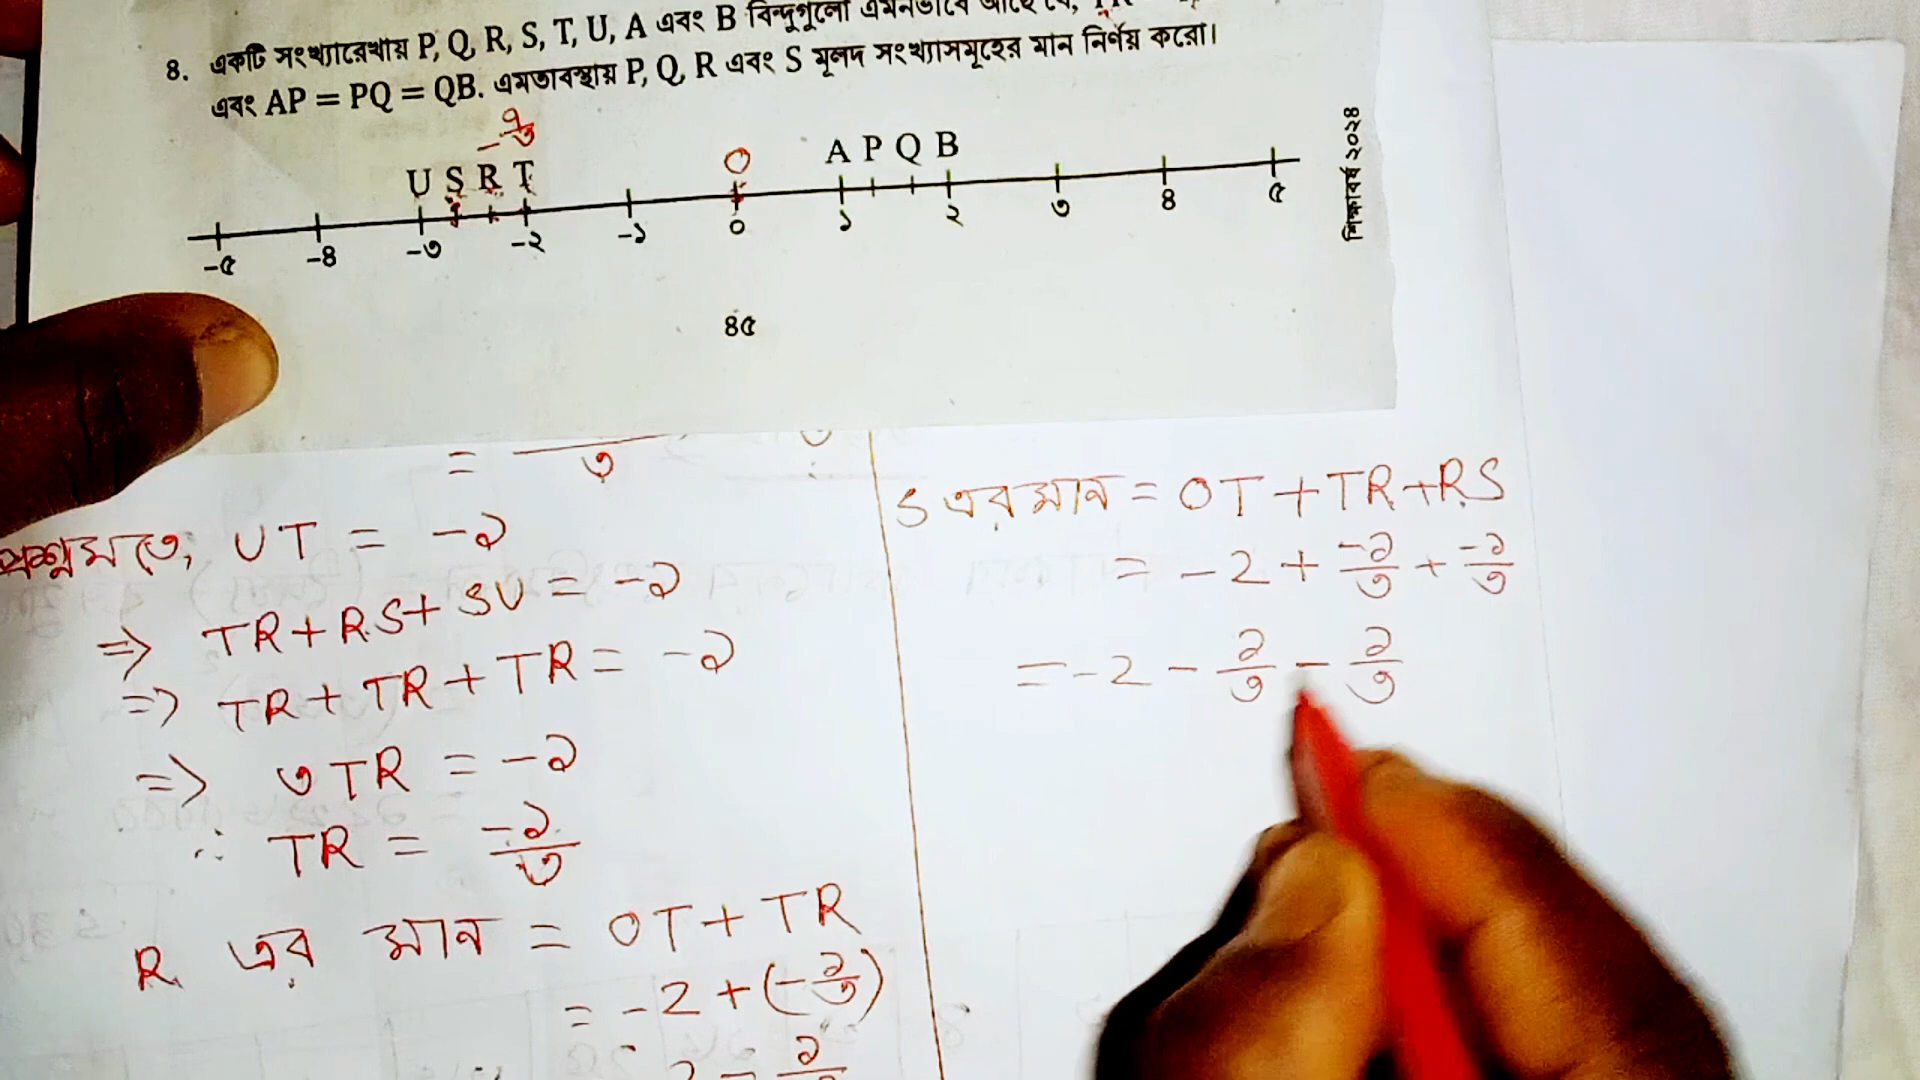 ৪. একটি সংখ্যারেখায় P, Q, R, S, T, U, A এবং B বিন্দুগুলো এমনভাবে আছে যে, TR
এবং AP = PQ = QB. এমতাবস্থায় P, Q, R এবং S মূলদ সংখ্যাসমূহের মান নির্ণয় করো।
U S R T O A P Q B
-৫ -৪ -৩ -২ -১ ০ ১ ২ ৩ ৪ ৫
শিক্ষাবর্ষ ২০২৪
৪৫
= ৩
প্রশ্নমতে, UT = -২
=> TR + RS + SU = -২
=> TR + TR + TR = -২
=> ৩TR = -২
∴ TR = -২/৩
R এর মান = OT + TR
= -2 + (-২/৩)
S এর মান = OT + TR + RS
= -2 + -২/৩ + -২/৩
= -2 - ২/৩ - ২/৩